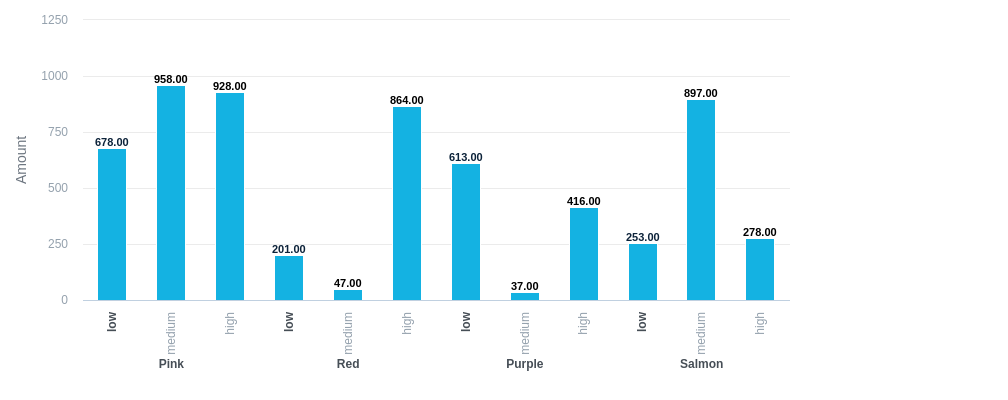 1250
1000
750
500
250
0
Amount
678.00
958.00
928.00
201.00
47.00
864.00
613.00
37.00
416.00
253.00
897.00
278.00
low
medium
high
low
medium
high
low
medium
high
low
medium
high
Pink
Red
Purple
Salmon